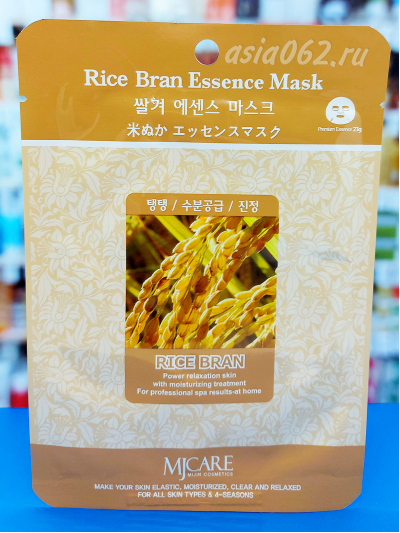 asia062.ru
Rice Bran Essence Mask
쌀겨 에센스 마스크
米ぬか エッセンスマスク
Premium Essence 23g
탱탱 / 수분공급 / 진정
RICE BRAN
Power relaxation skin
with moisturizing treatment
For professional spa results-at home
MJCARE
MIJIN COSMETICS
MAKE YOUR SKIN ELASTIC, MOISTURIZED, CLEAR AND RELAXED
FOR ALL SKIN TYPES & 4-SEASONS